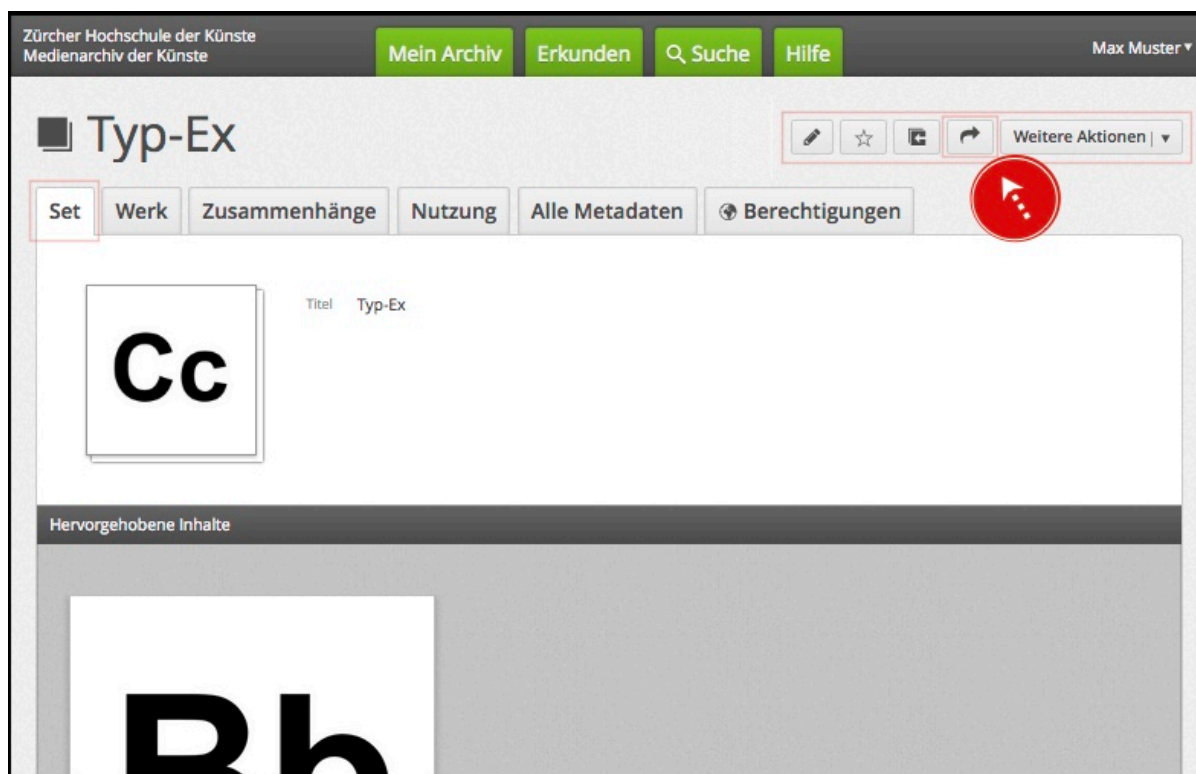 Zürcher Hochschule der Künste
Medienarchiv der Künste
Mein Archiv Erkunden Suche Hilfe
Max Muster
Typ-Ex
Weitere Aktionen
Set Werk Zusammenhänge Nutzung Alle Metadaten Berechtigungen
Cc
Titel Typ-Ex
Hervorgehobene Inhalte
Bb